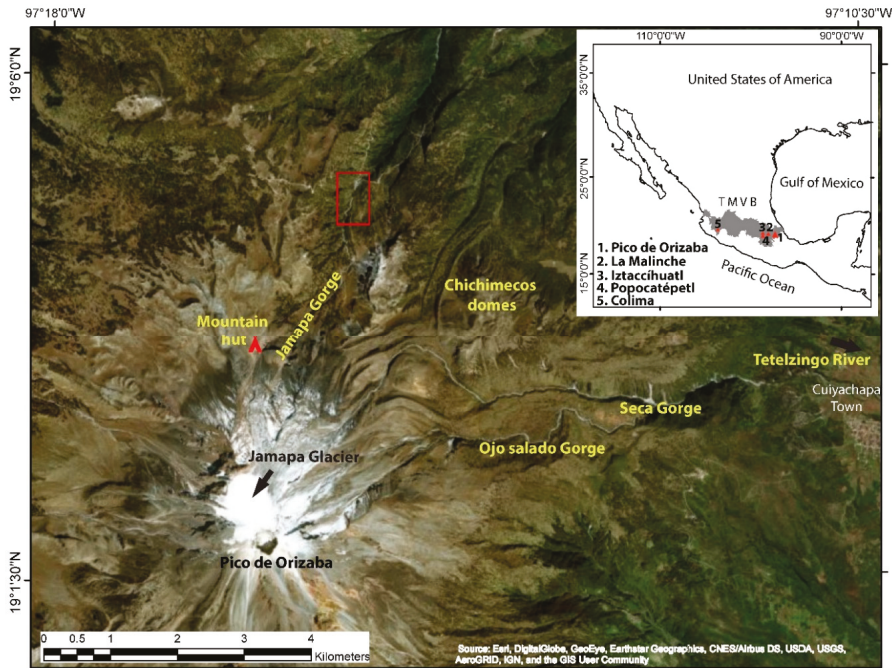 97°18'0"W
97°10'30"W
19°6'0"N
19°1'30"N
110°0'0"W
90°0'0"W
35°0'0"N
25°0'0"N
15°0'0"N
United States of America
Gulf of Mexico
T M V B
5
3 2
1
4
1. Pico de Orizaba
2. La Malinche
3. Iztaccíhuatl
4. Popocatépetl
5. Colima
Pacific Ocean
Chichimecos
domes
Jamapa Gorge
Mountain
hut
Tetelzingo River
Cuiyachapa
Town
Seca Gorge
Ojo salado Gorge
Jamapa Glacier
Pico de Orizaba
0 0.5 1 2 3 4
Kilometers
Source: Esri, DigitalGlobe, GeoEye, Earthstar Geographics, CNES/Airbus DS, USDA, USGS,
AeroGRID, IGN, and the GIS User Community